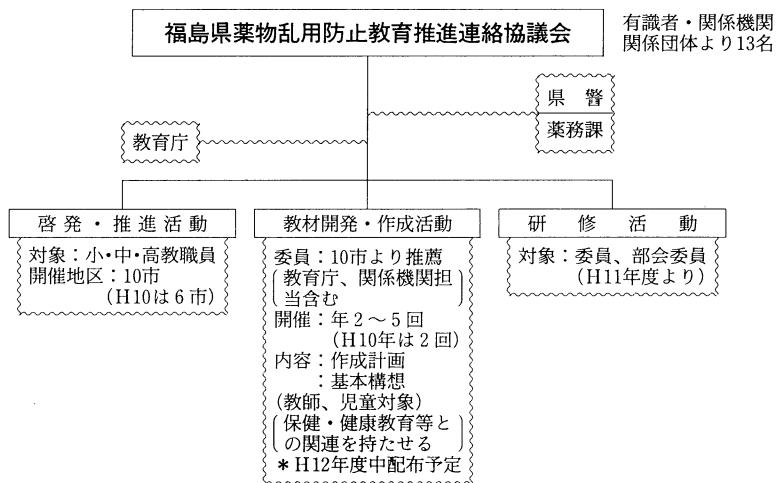 福島県薬物乱用防止教育推進連絡協議会
有識者・関係機関
関係団体より13名
県警
薬務課
教育庁
啓発・推進活動
対象：小・中・高教職員
開催地区：10市
（H10は6市）
教材開発・作成活動
委員：10市より推薦
（教育庁、関係機関担
当含む）
開催：年2～5回
（H10年は2回）
内容：作成計画
：基本構想
（教師、児童対象）
（保健・健康教育等と
の関連を持たせる）
＊H12年度中配布予定
研修活動
対象：委員、部会委員
（H11年度より）